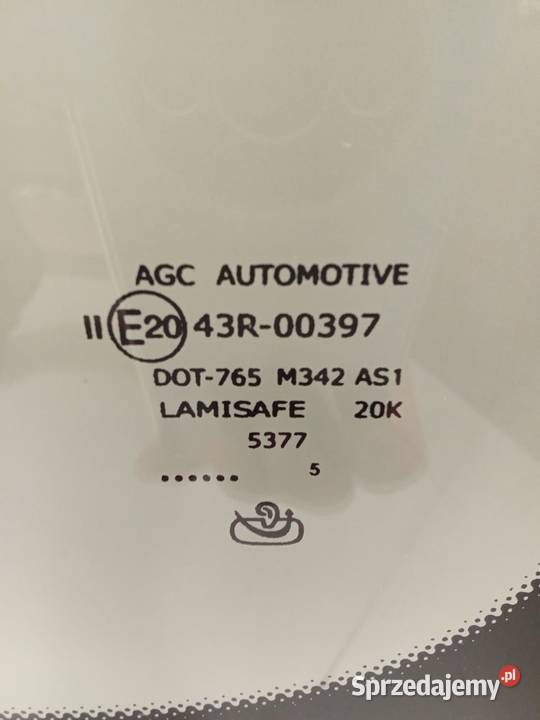 AGC AUTOMOTIVE
II E20 43R-00397
DOT-765 M342 AS1
LAMISAFE 20K
5377
...... 5
Sprzedajemy.pl